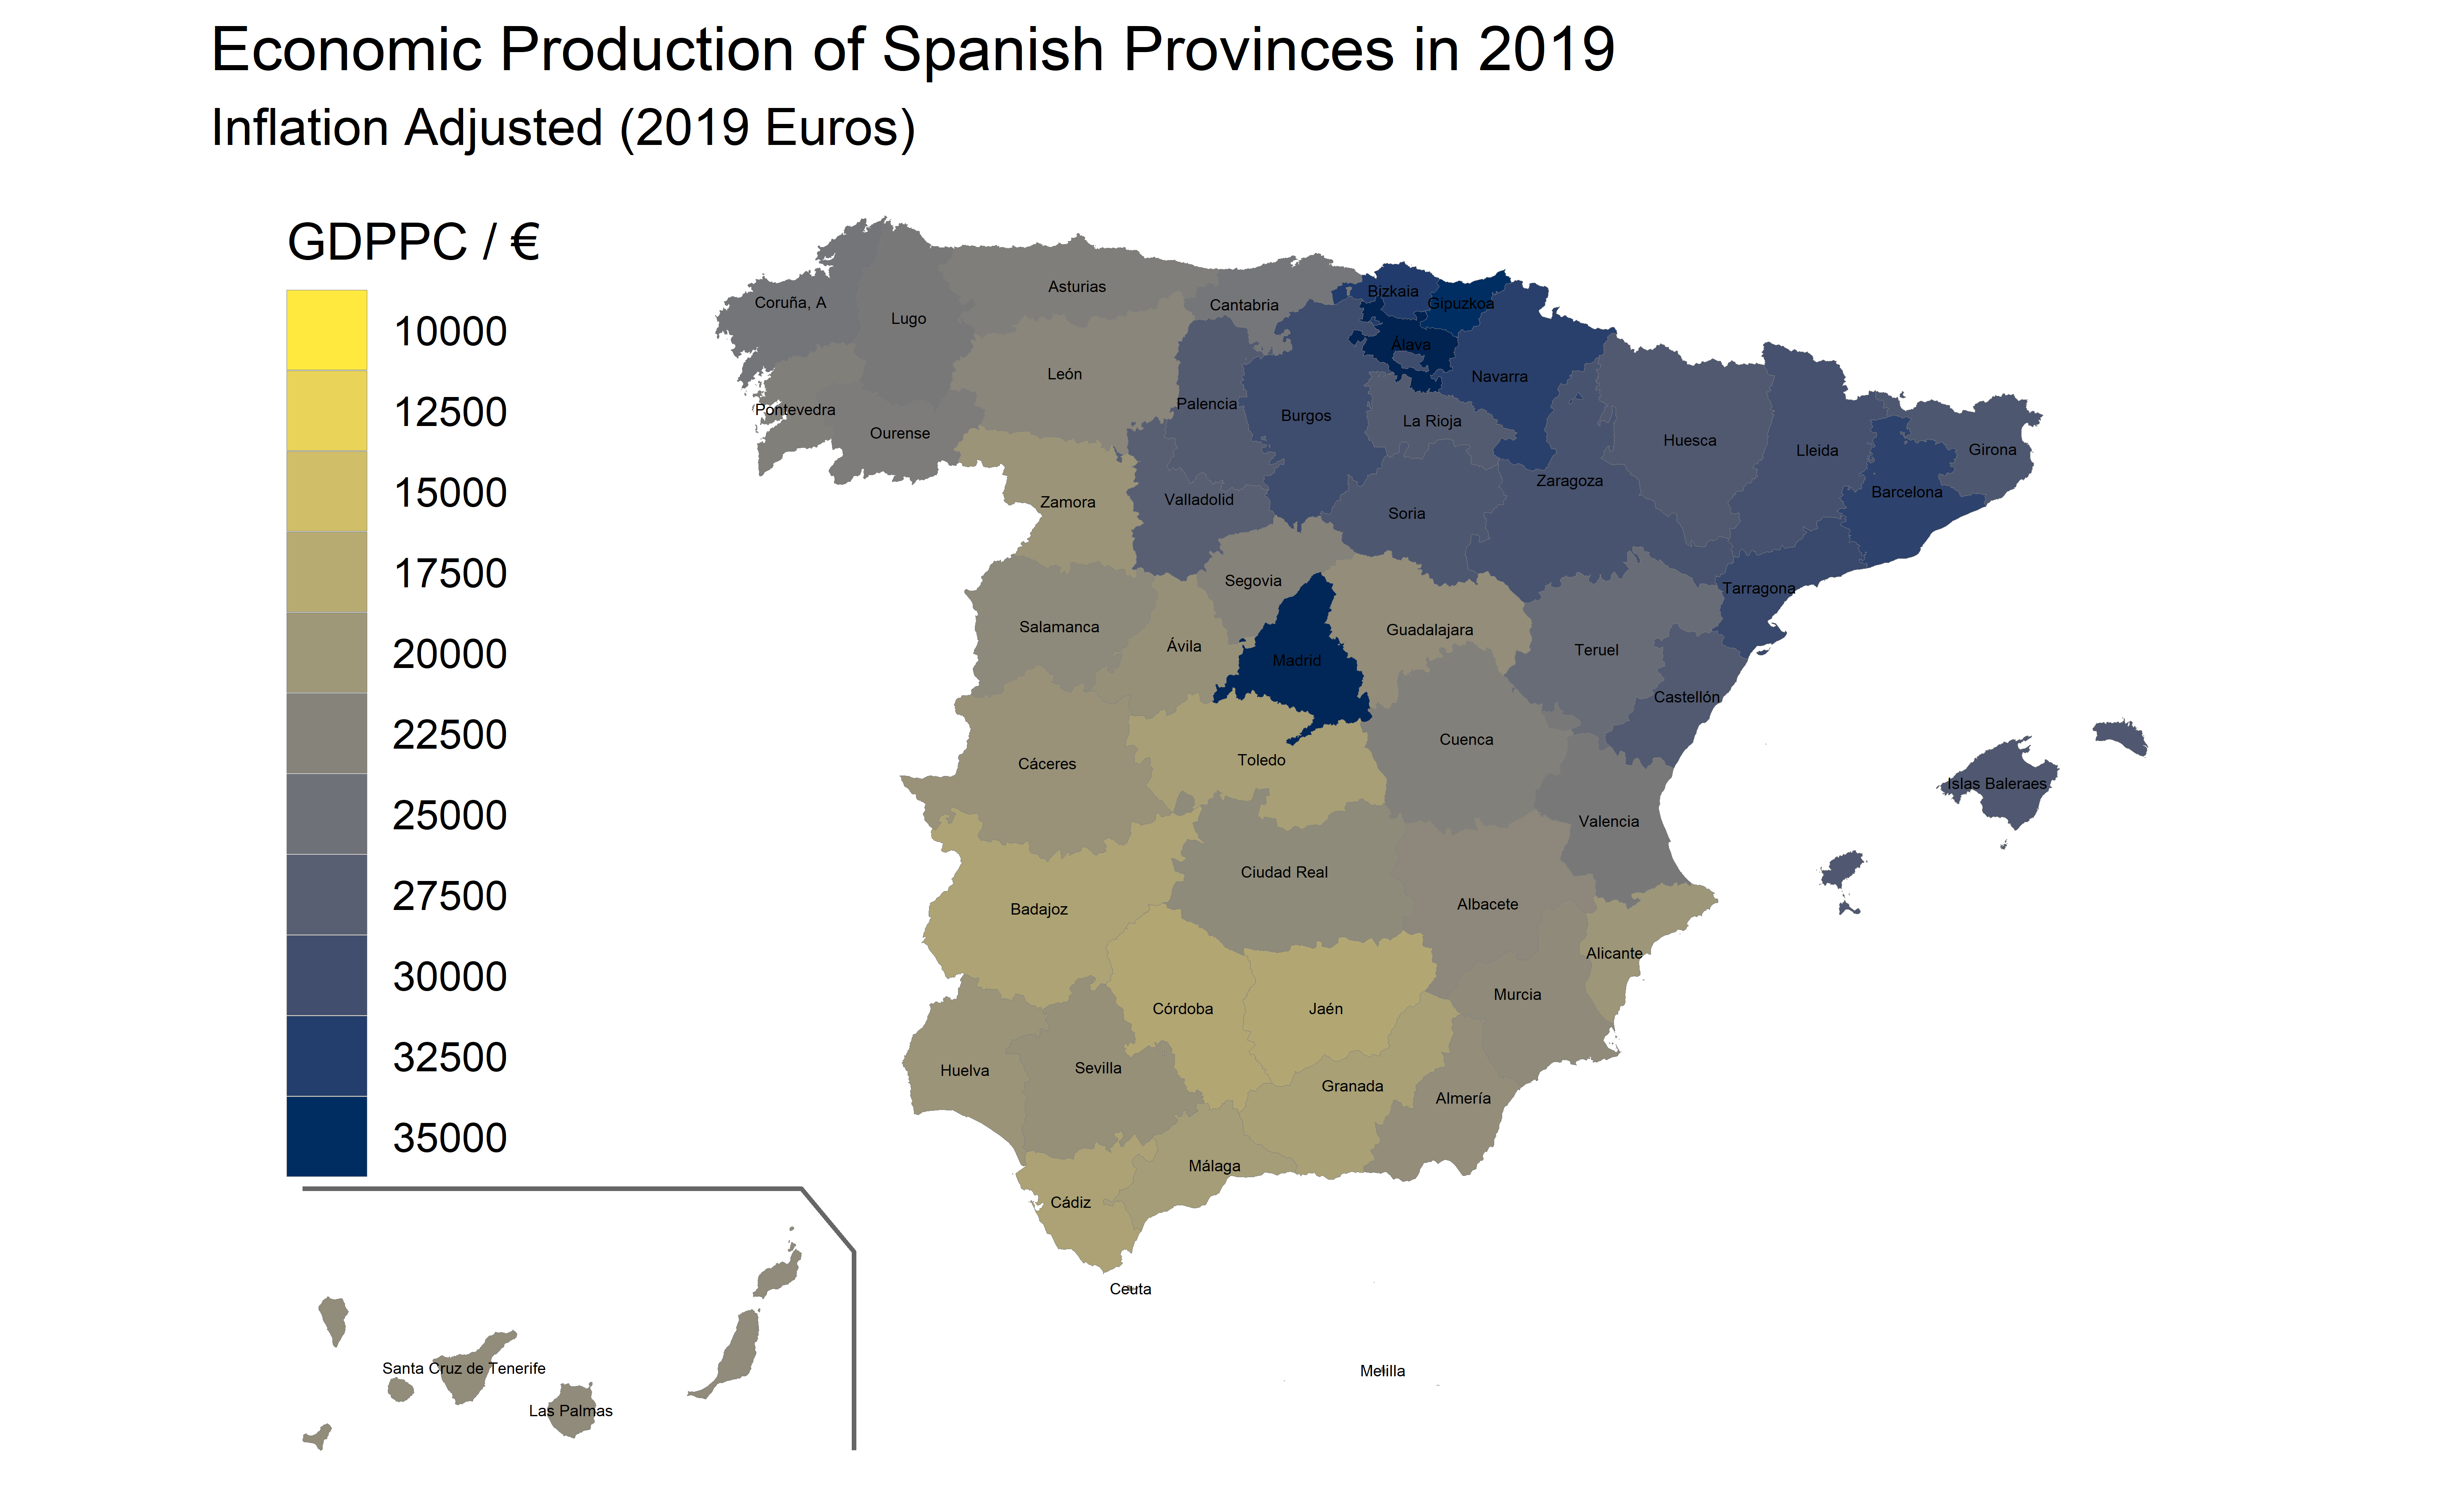 Economic Production of Spanish Provinces in 2019
Inflation Adjusted (2019 Euros)
GDPPC / €
10000
12500
15000
17500
20000
22500
25000
27500
30000
32500
35000
Coruña, A
Lugo
Asturias
Cantabria
Bizkaia
Gipuzkoa
Álava
Navarra
León
Palencia
Burgos
La Rioja
Pontevedra
Ourense
Huesca
Lleida
Girona
Zaragoza
Barcelona
Zamora
Valladolid
Soria
Segovia
Tarragona
Salamanca
Ávila
Guadalajara
Madrid
Teruel
Castellón
Cáceres
Toledo
Cuenca
Islas Baleraes
Valencia
Ciudad Real
Badajoz
Albacete
Alicante
Murcia
Córdoba
Jaén
Huelva
Sevilla
Granada
Almería
Málaga
Cádiz
Ceuta
Melilla
Santa Cruz de Tenerife
Las Palmas